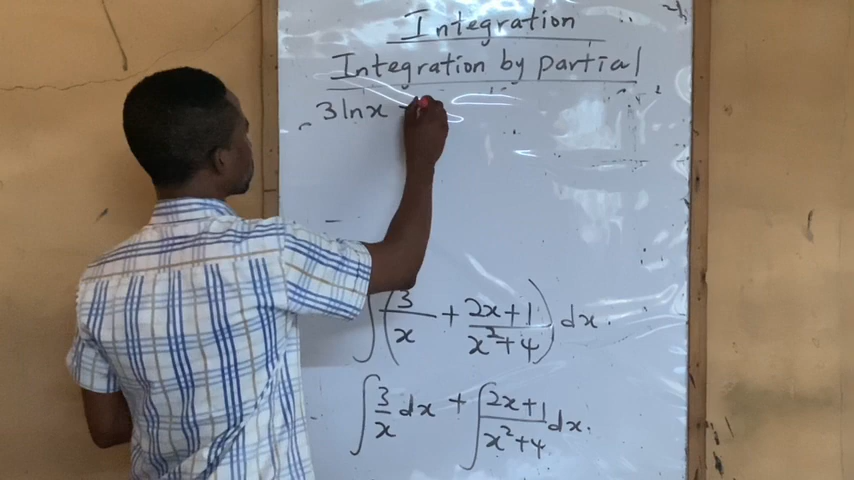 Integration
Integration by partial
3lnx
∫(3/x + 2x+1/x²+4) dx.
∫3/x dx + ∫2x+1/x²+4 dx.